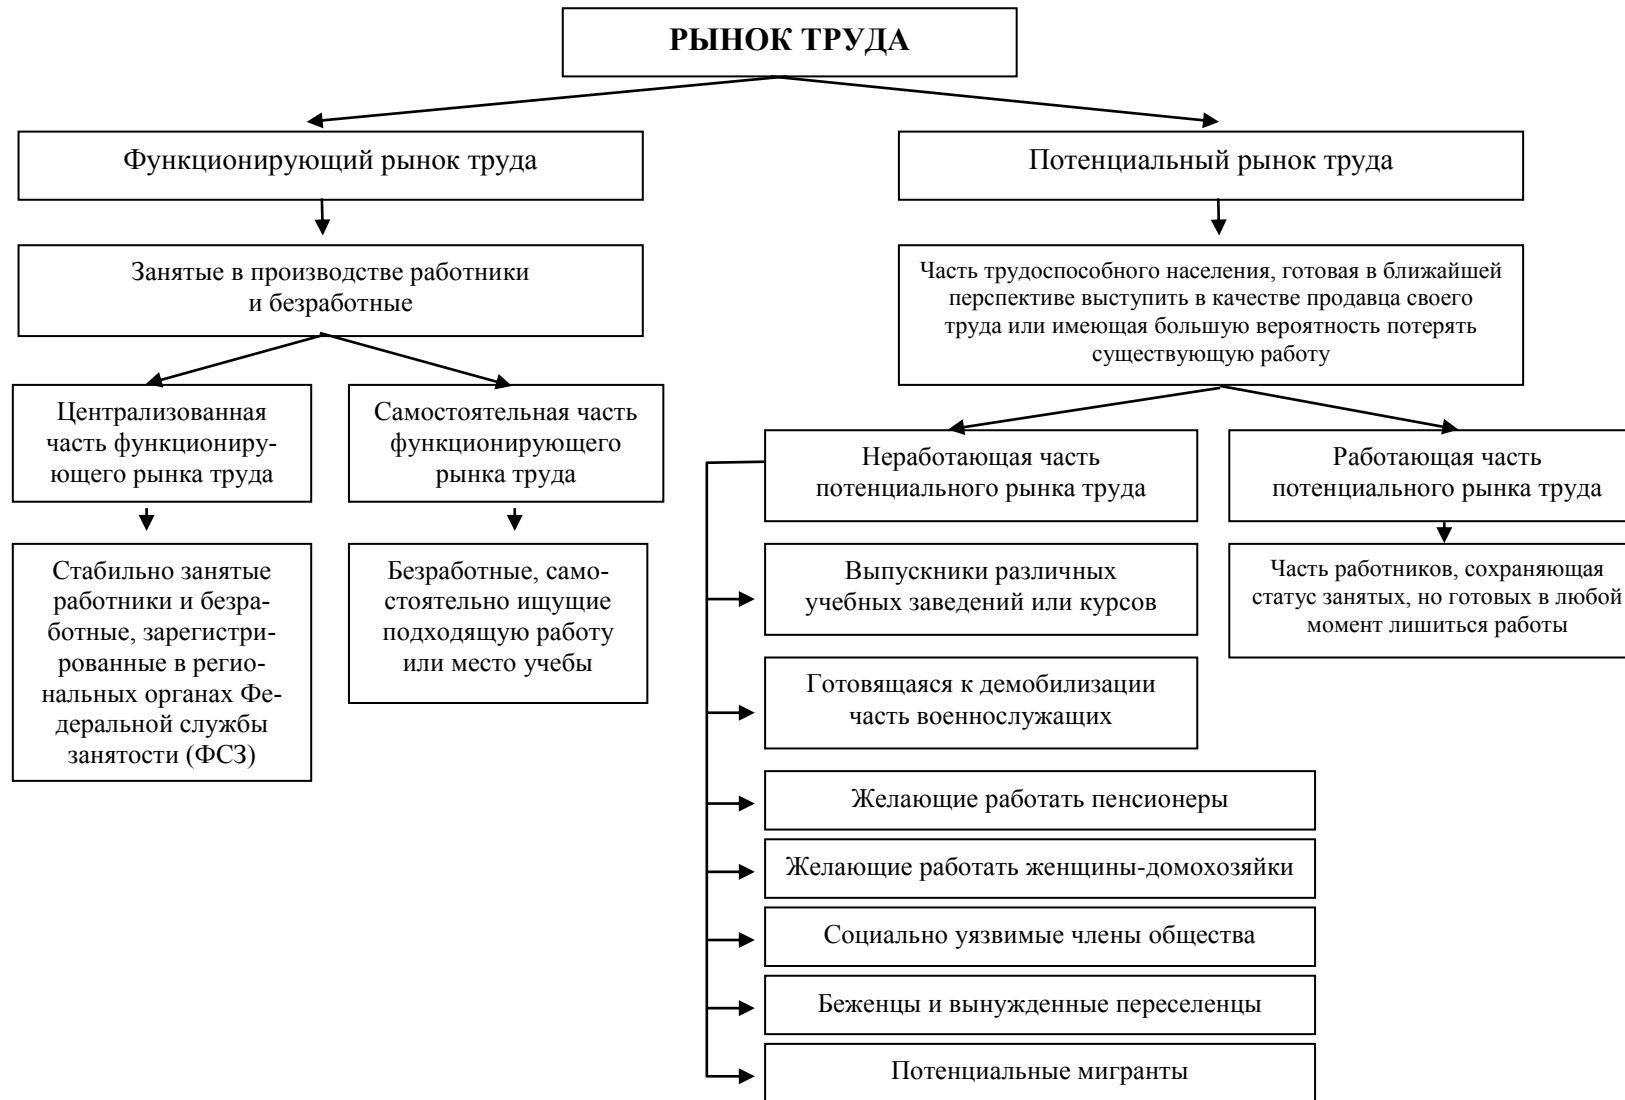 РЫНОК ТРУДА
Функционирующий рынок труда
Потенциальный рынок труда
Занятые в производстве работники
и безработные
Часть трудоспособного населения, готовая в ближайшей
перспективе выступить в качестве продавца своего
труда или имеющая большую вероятность потерять
существующую работу
Централизованная
часть функциониру-
ющего рынка труда
Самостоятельная часть
функционирующего
рынка труда
Неработающая часть
потенциального рынка труда
Работающая часть
потенциального рынка труда
Стабильно занятые
работники и безра-
ботные, зарегистри-
рованные в регио-
нальных органах Фе-
деральной службы
занятости (ФСЗ)
Безработные, само-
стоятельно ищущие
подходящую работу
или место учебы
Выпускники различных
учебных заведений или курсов
Часть работников, сохраняющая
статус занятых, но готовых в любой
момент лишиться работы
Готовящаяся к демобилизации
часть военнослужащих
Желающие работать пенсионеры
Желающие работать женщины-домохозяйки
Социально уязвимые члены общества
Беженцы и вынужденные переселенцы
Потенциальные мигранты